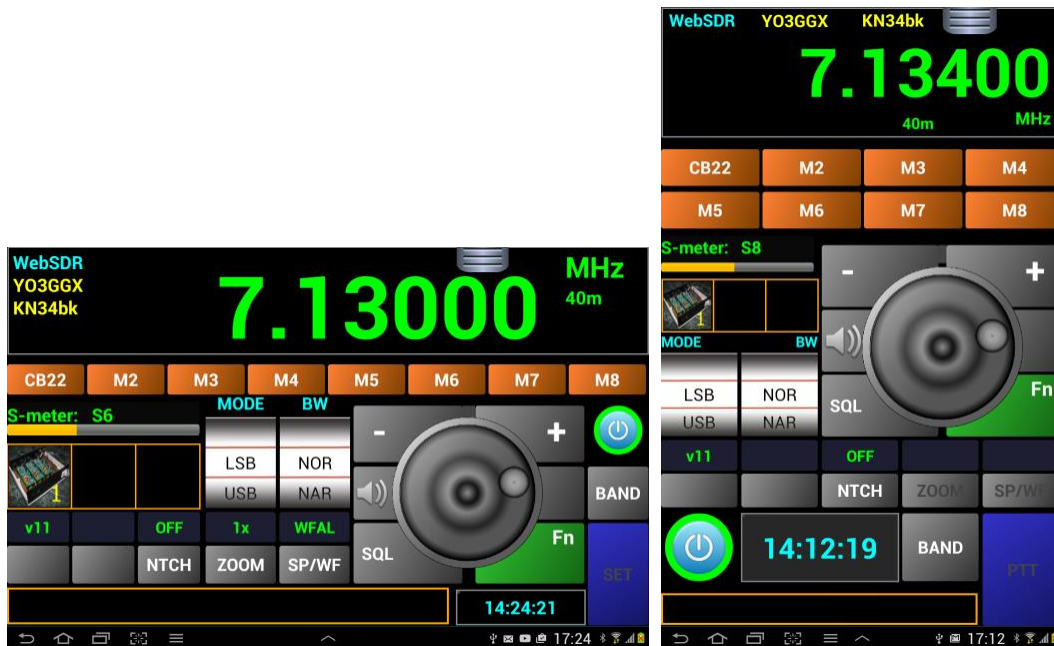 WebSDR
YO3GGX
KN34bk
7.13000
MHz
40m
CB22 M2 M3 M4 M5 M6 M7 M8
S-meter: S6
MODE BW
- +
1
LSB NOR
USB NAR
BAND
v11 OFF 1x WFAL
Fn
SQL
NTCH ZOOM SP/WF
SET
14:24:21
17:24
WebSDR YO3GGX KN34bk
7.13400
40m MHz
CB22 M2 M3 M4
M5 M6 M7 M8
S-meter: S8
- +
1
MODE BW
LSB NOR
USB NAR
SQL
Fn
v11 OFF
NTCH ZOOM SP/WF
14:12:19
BAND
PTT
17:12